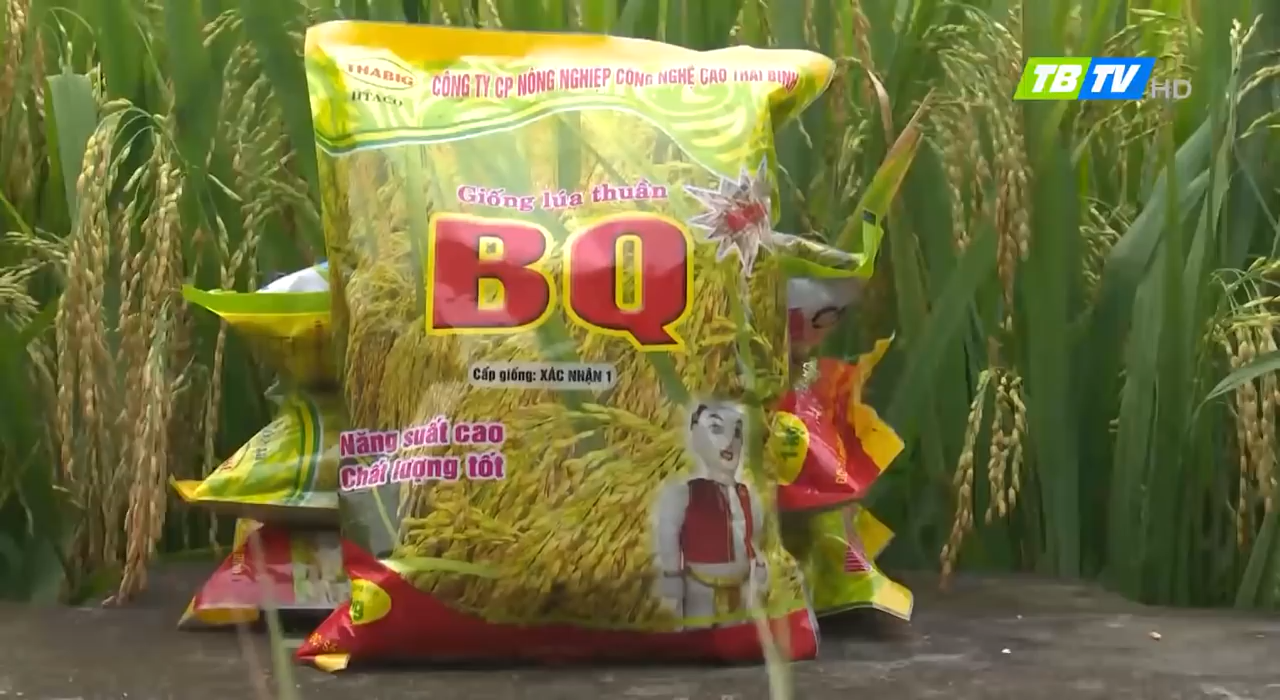 TBTV.HD
THABIG
DTACO
CÔNG TY CP NÔNG NGHIỆP CÔNG NGHỆ CAO THÁI BÌNH
Giống lúa thuần
BQ
Cấp giống: XÁC NHẬN 1
Năng suất cao
Chất lượng tốt